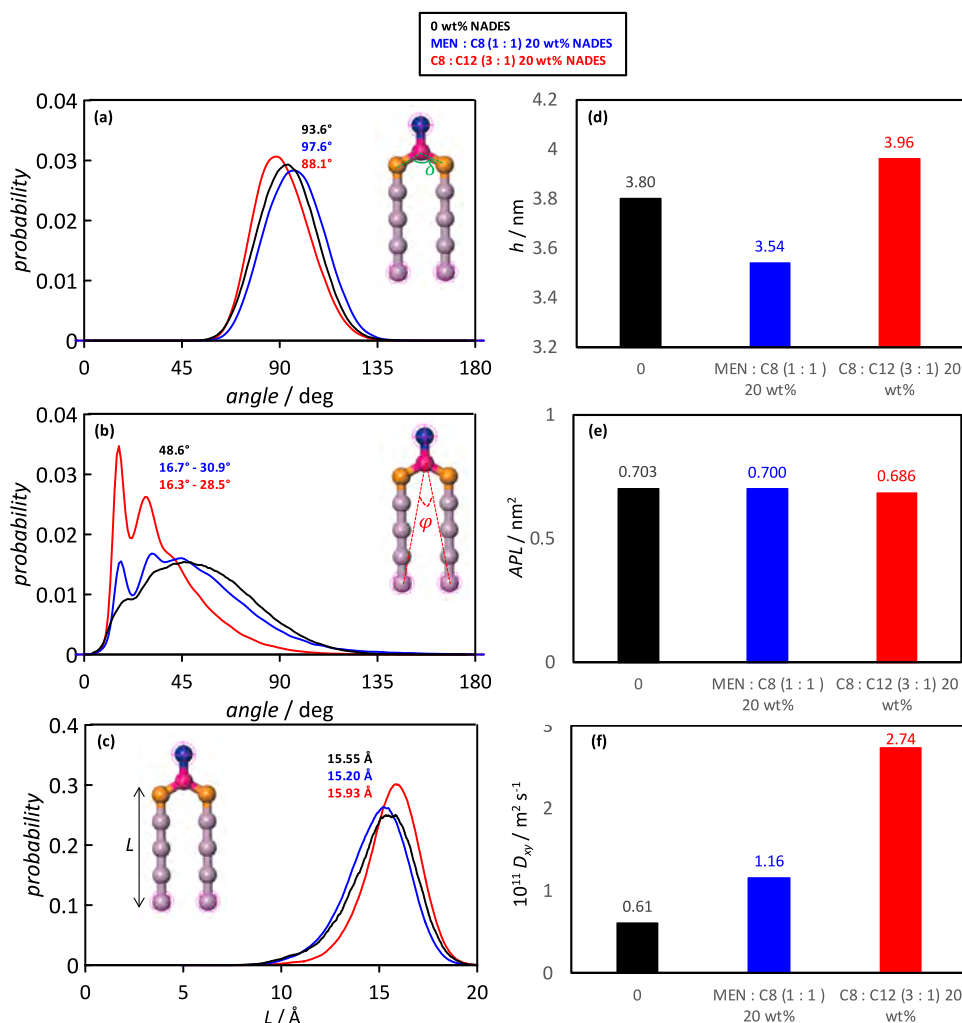 0 wt% NADES
MEN : C8 (1 : 1) 20 wt% NADES
C8 : C12 (3 : 1) 20 wt% NADES
(a)
probability
0.04
0.03
0.02
0.01
0
93.6°
97.6°
88.1°
δ
0 45 90 135 180
angle / deg
(b)
probability
0.04
0.03
0.02
0.01
0
48.6°
16.7° - 30.9°
16.3° - 28.5°
φ
0 45 90 135 180
angle / deg
(c)
probability
0.4
0.3
0.2
0.1
0
L
15.55 Å
15.20 Å
15.93 Å
0 5 10 15 20
L / Å
(d)
h / nm
4.2
4
3.8
3.6
3.4
3.2
3.80
3.54
3.96
0 MEN : C8 (1 : 1 ) C8 : C12 (3 : 1) 20
20 wt% wt%
(e)
APL / nm²
1
0.5
0
0.703
0.700
0.686
0 MEN : C8 (1 : 1 ) C8 : C12 (3 : 1) 20
20 wt% wt%
(f)
10¹¹ Dxy / m² s⁻¹
3
2
1
0
0.61
1.16
2.74
0 MEN : C8 (1 : 1 ) C8 : C12 (3 : 1) 20
20 wt% wt%